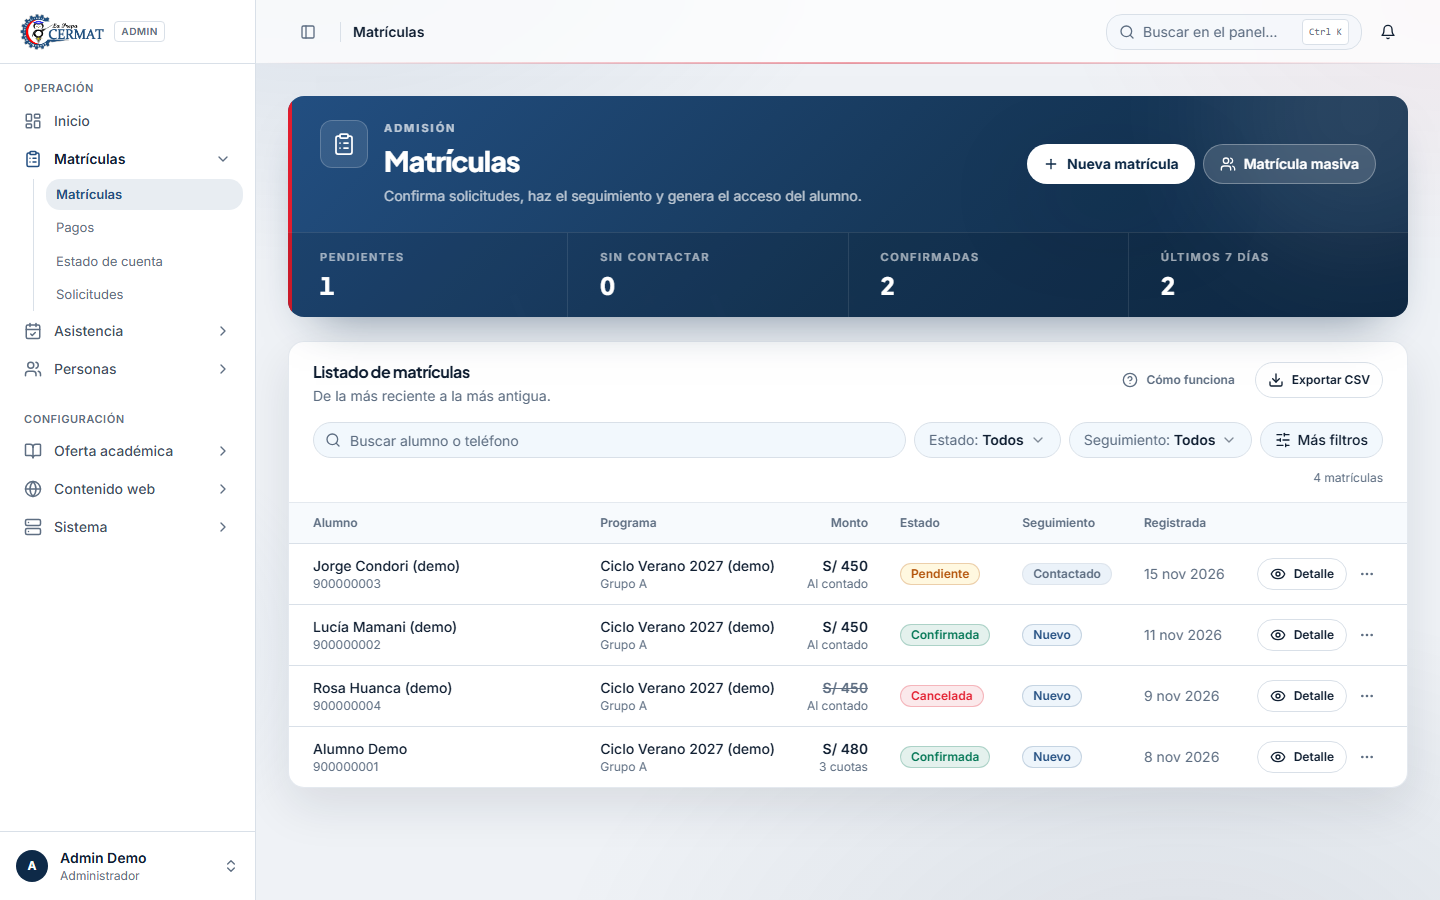 La Prepa
CERMAT
ADMIN
OPERACIÓN
Inicio
Matrículas
Matrículas
Pagos
Estado de cuenta
Solicitudes
Asistencia
Personas
CONFIGURACIÓN
Oferta académica
Contenido web
Sistema
A
Admin Demo
Administrador
Matrículas
Buscar en el panel...
Ctrl K
ADMISIÓN
Matrículas
Confirma solicitudes, haz el seguimiento y genera el acceso del alumno.
Nueva matrícula
Matrícula masiva
PENDIENTES
1
SIN CONTACTAR
0
CONFIRMADAS
2
ÚLTIMOS 7 DÍAS
2
Listado de matrículas
De la más reciente a la más antigua.
Cómo funciona
Exportar CSV
Buscar alumno o teléfono
Estado: Todos
Seguimiento: Todos
Más filtros
4 matrículas
Alumno Programa Monto Estado Seguimiento Registrada
Jorge Condori (demo) Ciclo Verano 2027 (demo) S/ 450 Pendiente Contactado 15 nov 2026 Detalle
900000003 Grupo A Al contado
Lucía Mamani (demo) Ciclo Verano 2027 (demo) S/ 450 Confirmada Nuevo 11 nov 2026 Detalle
900000002 Grupo A Al contado
Rosa Huanca (demo) Ciclo Verano 2027 (demo) S/ 450 Cancelada Nuevo 9 nov 2026 Detalle
900000004 Grupo A Al contado
Alumno Demo Ciclo Verano 2027 (demo) S/ 480 Confirmada Nuevo 8 nov 2026 Detalle
900000001 Grupo A 3 cuotas